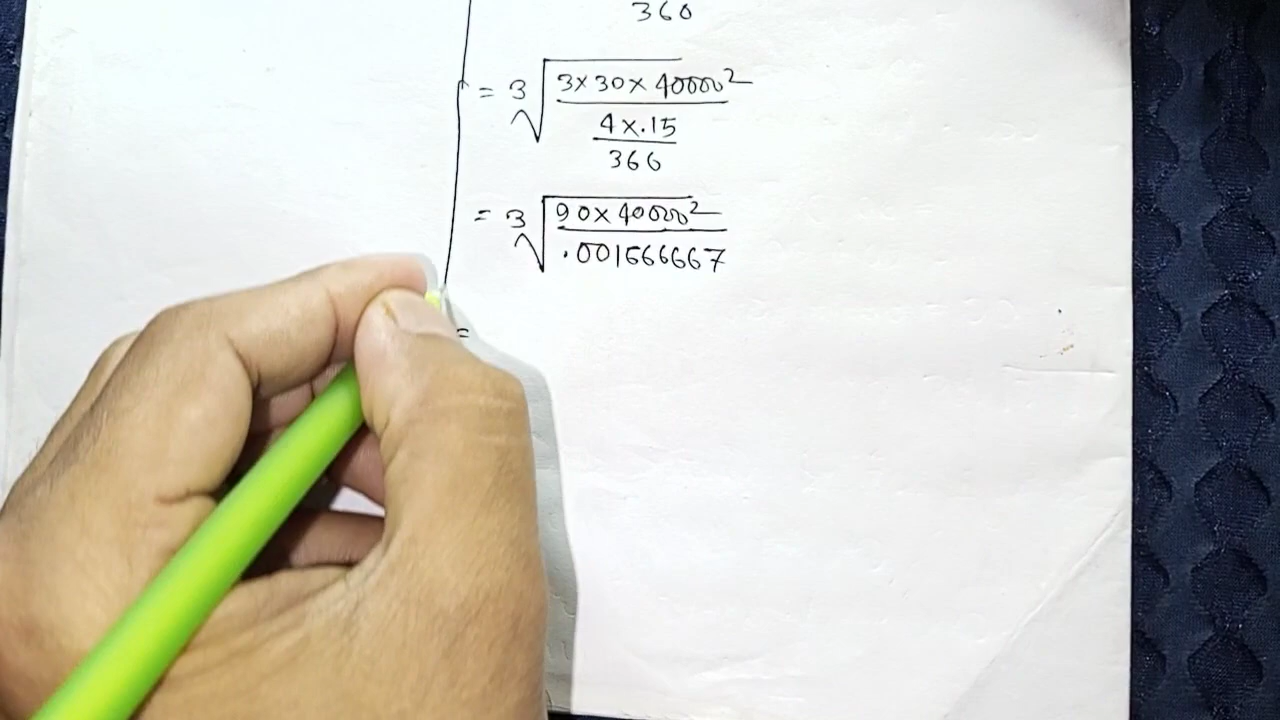 360
= 3√ 3 x 30 x 40000²
4 x .15
360
= 3√ 90 x 40000²
.001666667
=